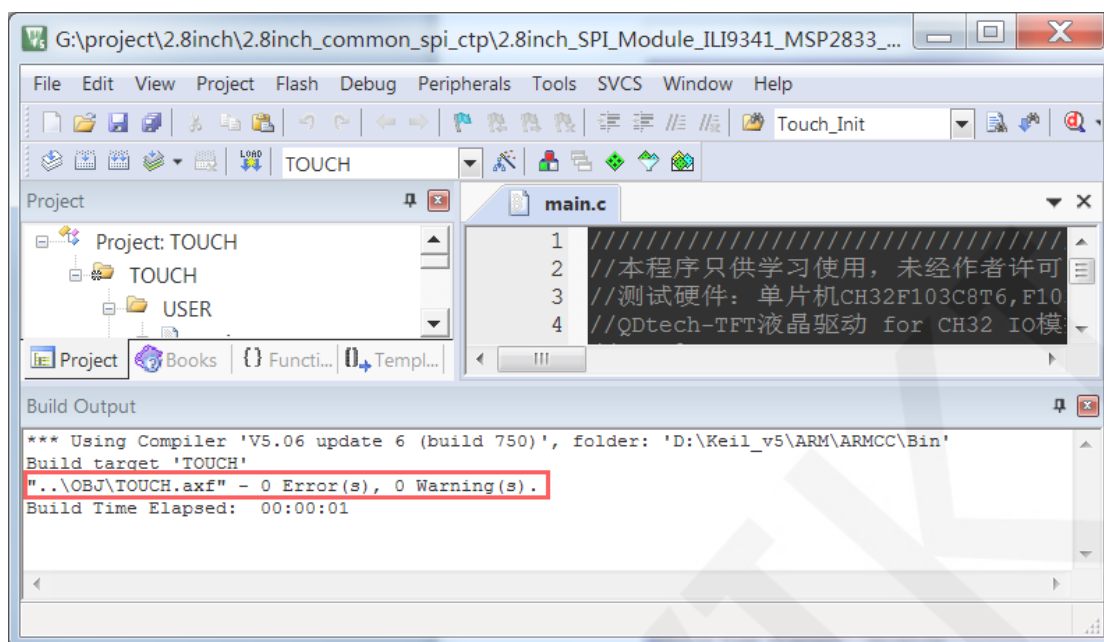 G:\project\2.8inch\2.8inch_common_spi_ctp\2.8inch_SPI_Module_ILI9341_MSP2833_...
File Edit View Project Flash Debug Peripherals Tools SVCS Window Help
Touch_Init
LOAD
TOUCH
Project
main.c
Project: TOUCH
TOUCH
USER
1 ////////////////////////////////////
2 //本程序只供学习使用，未经作者许可
3 //测试硬件：单片机CH32F103C8T6,F10
4 //QDtech-TFT液晶驱动 for CH32 IO模
Project Books {} Functi... Templ...
Build Output
*** Using Compiler 'V5.06 update 6 (build 750)', folder: 'D:\Keil_v5\ARM\ARMCC\Bin'
Build target 'TOUCH'
"..\OBJ\TOUCH.axf" - 0 Error(s), 0 Warning(s).
Build Time Elapsed: 00:00:01